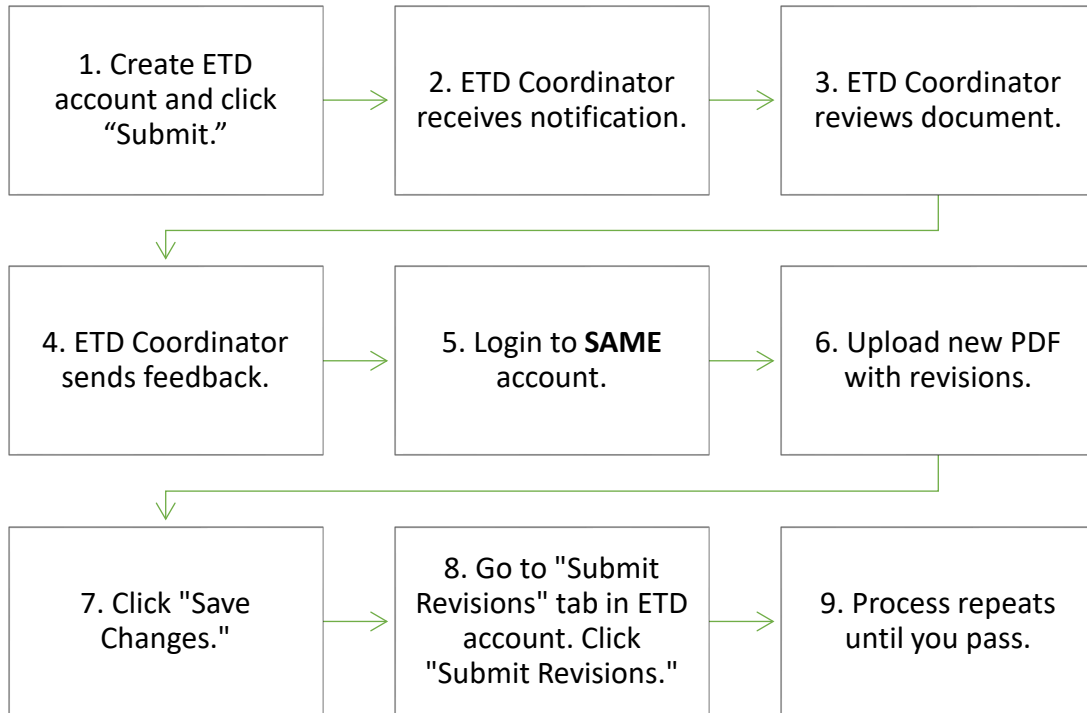 1. Create ETD
account and click
“Submit.”
2. ETD Coordinator
receives notification.
3. ETD Coordinator
reviews document.
4. ETD Coordinator
sends feedback.
5. Login to SAME
account.
6. Upload new PDF
with revisions.
7. Click "Save
Changes."
8. Go to "Submit
Revisions" tab in ETD
account. Click
"Submit Revisions."
9. Process repeats
until you pass.